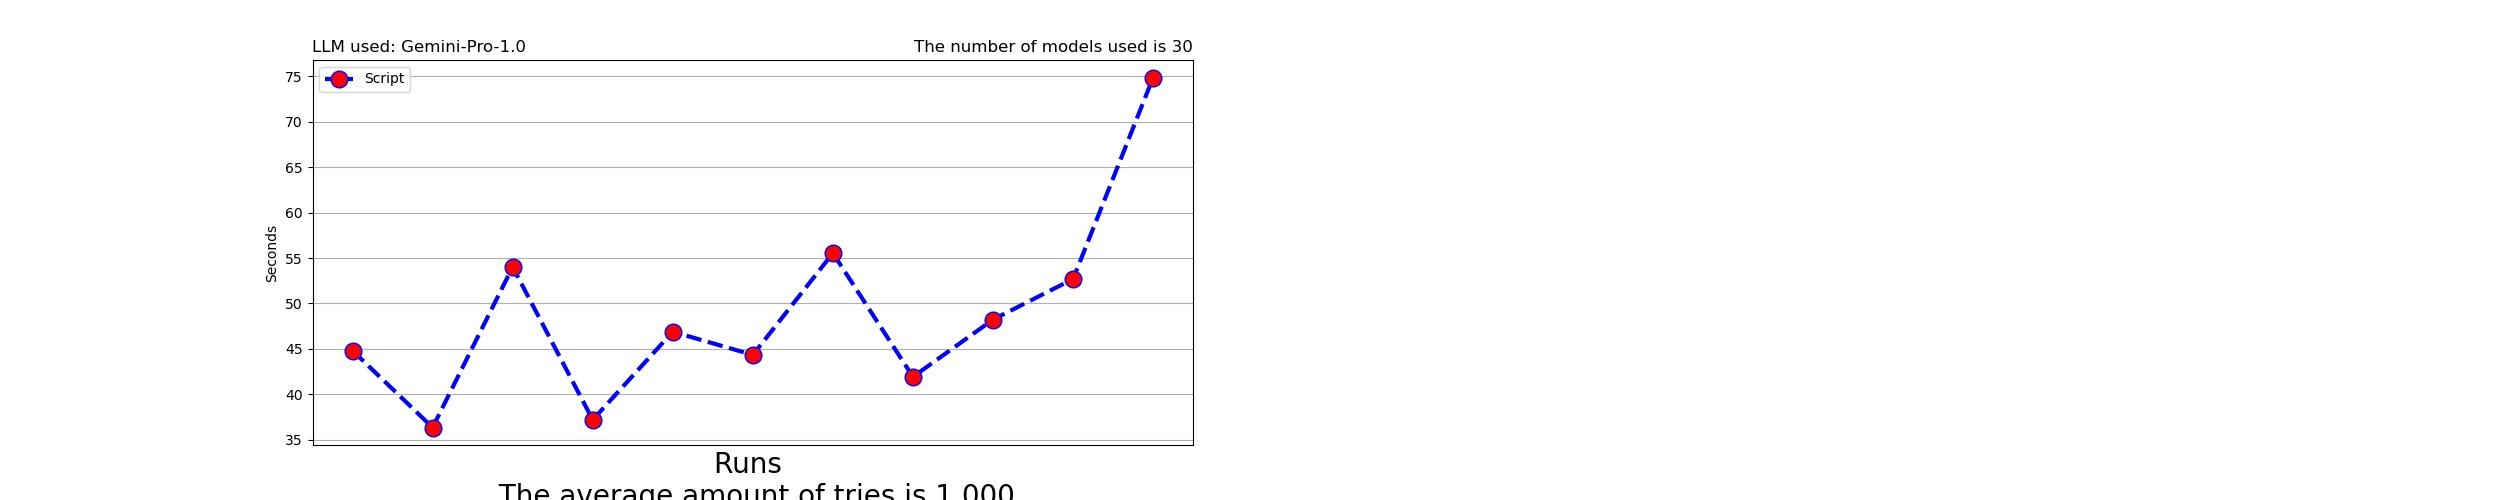 LLM used: Gemini-Pro-1.0
The number of models used is 30
Script
75
70
65
60
55
50
45
40
35
Seconds
Runs
The average amount of tries is 1.000